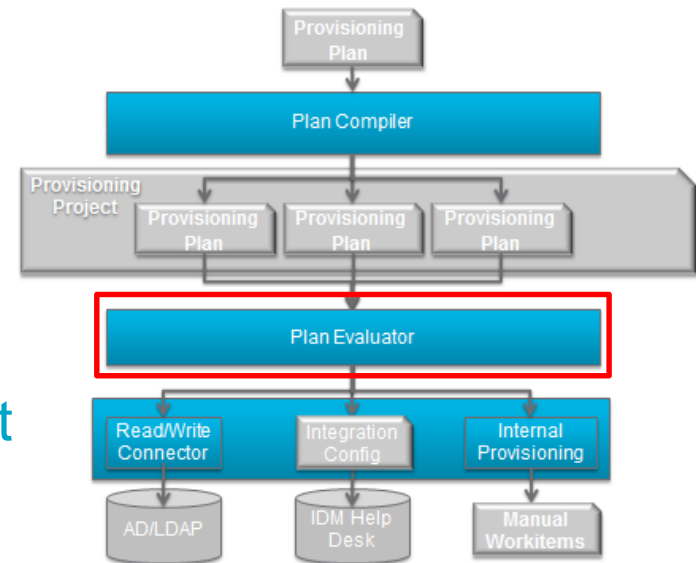 Provisioning
Plan
Plan Compiler
Provisioning
Project
Provisioning
Plan
Provisioning
Plan
Provisioning
Plan
Plan Evaluator
t
Read/Write
Connector
Integration
Config
Internal
Provisioning
AD/LDAP
IDM Help
Desk
Manual
Workitems